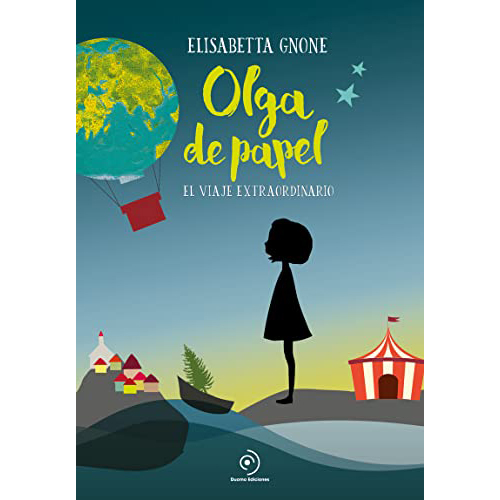 ELISABETTA GNONE
Olga
de papel
EL VIAJE EXTRAORDINARIO
Duomo Ediciones